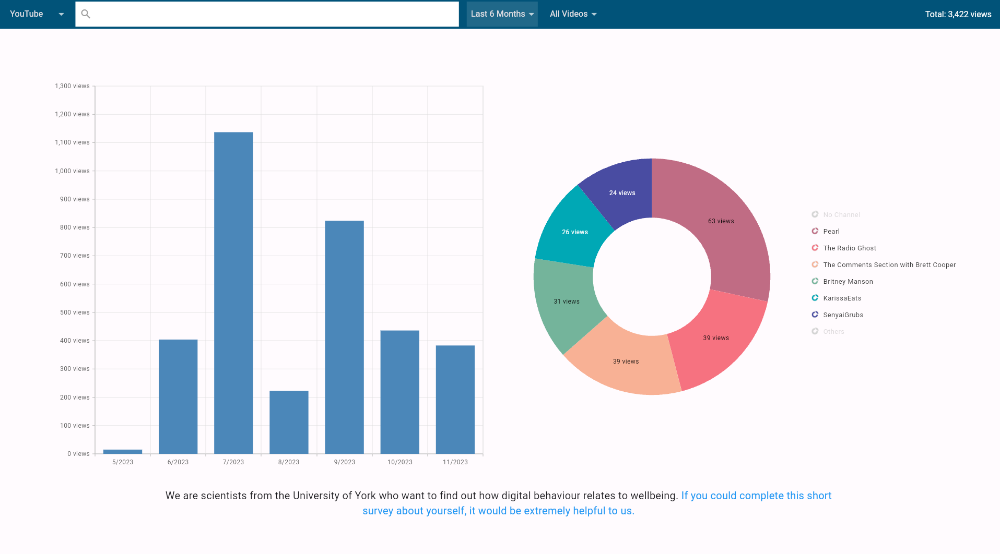 YouTube
Last 6 Months
All Videos
Total: 3,422 views
1,300 views
1,200 views
1,100 views
1,000 views
900 views
800 views
700 views
600 views
500 views
400 views
300 views
200 views
100 views
0 views
5/2023
6/2023
7/2023
8/2023
9/2023
10/2023
11/2023
24 views
63 views
26 views
31 views
39 views
39 views
No Channel
Pearl
The Radio Ghost
The Comments Section with Brett Cooper
Britney Manson
KarissaEats
SenyaiGrubs
Others
We are scientists from the University of York who want to find out how digital behaviour relates to wellbeing. If you could complete this short
survey about yourself, it would be extremely helpful to us.